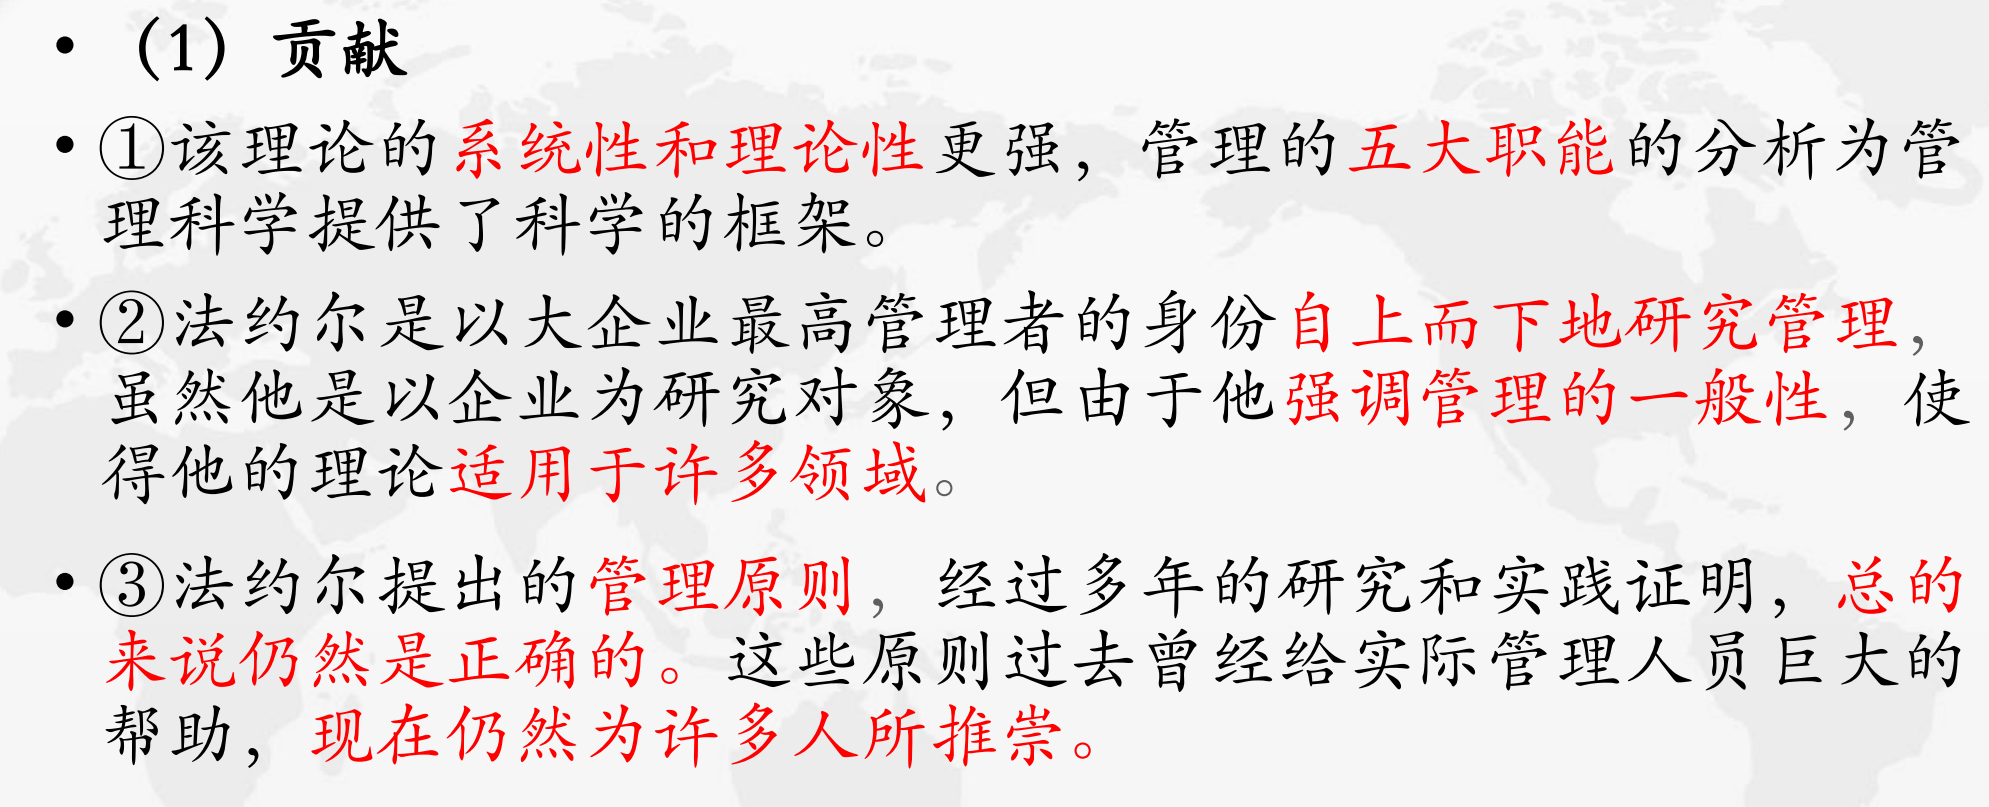 • （1）贡献
• ①该理论的系统性和理论性更强，管理的五大职能的分析为管
理科学提供了科学的框架。
• ②法约尔是以大企业最高管理者的身份自上而下地研究管理，
虽然他是以企业为研究对象，但由于他强调管理的一般性，使
得他的理论适用于许多领域。
• ③法约尔提出的管理原则，经过多年的研究和实践证明，总的
来说仍然是正确的。这些原则过去曾经给实际管理人员巨大的
帮助，现在仍然为许多人所推崇。